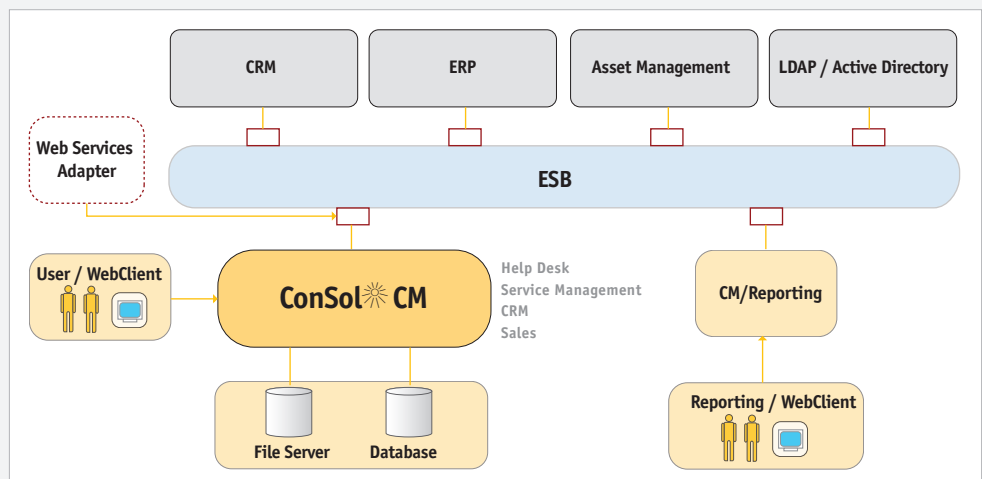 CRM
ERP
Asset Management
LDAP / Active Directory
Web Services
Adapter
ESB
User / WebClient
ConSol CM
Help Desk
Service Management
CRM
Sales
CM/Reporting
File Server
Database
Reporting / WebClient